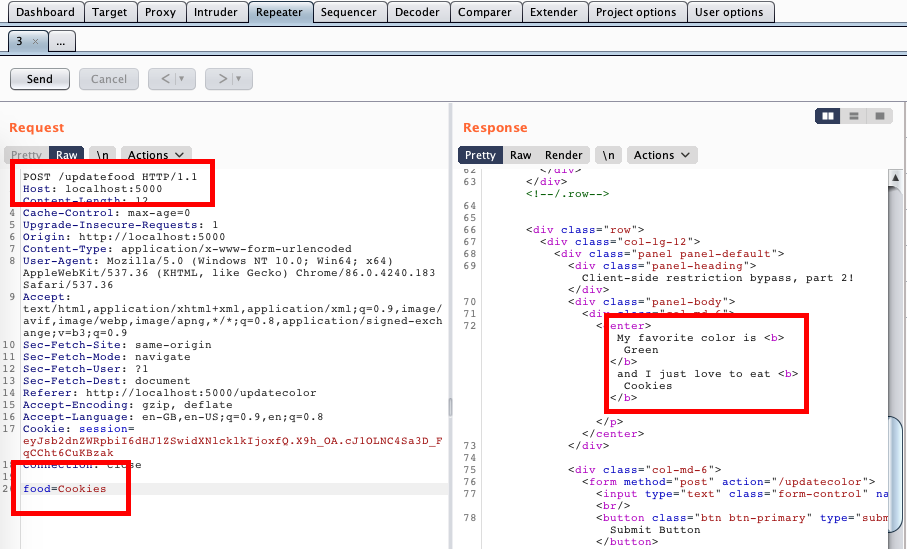 Dashboard Target Proxy Intruder Repeater Sequencer Decoder Comparer Extender Project options User options
3 × ...
Send Cancel < | ▾ > | ▾
Request
Pretty Raw \n Actions
POST /updatefood HTTP/1.1
Host: localhost:5000
Content-Length: 12
4 Cache-Control: max-age=0
5 Upgrade-Insecure-Requests: 1
6 Origin: http://localhost:5000
7 Content-Type: application/x-www-form-urlencoded
8 User-Agent: Mozilla/5.0 (Windows NT 10.0; Win64; x64)
AppleWebKit/537.36 (KHTML, like Gecko) Chrome/86.0.4240.183
Safari/537.36
9 Accept:
text/html,application/xhtml+xml,application/xml;q=0.9,image/
avif,image/webp,image/apng,*/*;q=0.8,application/signed-exch
ange;v=b3;q=0.9
10 Sec-Fetch-Site: same-origin
11 Sec-Fetch-Mode: navigate
12 Sec-Fetch-User: ?1
13 Sec-Fetch-Dest: document
14 Referer: http://localhost:5000/updatecolor
15 Accept-Encoding: gzip, deflate
16 Accept-Language: en-GB,en-US;q=0.9,en;q=0.8
17 Cookie: session=
eyJsb2dnZWRpbiI6dHJ1ZSwidXNlcklkIjoxfQ.X9h_OA.cJlOLNC4Sa3D_F
qCCht6CuKBzak
18 Connection: close
19
20 food=Cookies
Response
Pretty Raw Render \n Actions
62 </div>
63 </div>
<!--/.row-->
64
65
66 <div class="row">
67 <div class="col-lg-12">
68 <div class="panel panel-default">
69 <div class="panel-heading">
Client-side restriction bypass, part 2!
</div>
70 <div class="panel-body">
71 <div class="col-md-6">
72 <center>
My favorite color is <b>
Green
</b>
and I just love to eat <b>
Cookies
</b>
</p>
</center>
73 </div>
74
75 <div class="col-md-6">
76 <form method="post" action="/updatecolor">
77 <input type="text" class="form-control" na
<br/>
78 <button class="btn btn-primary" type="subm
Submit Button
</button>